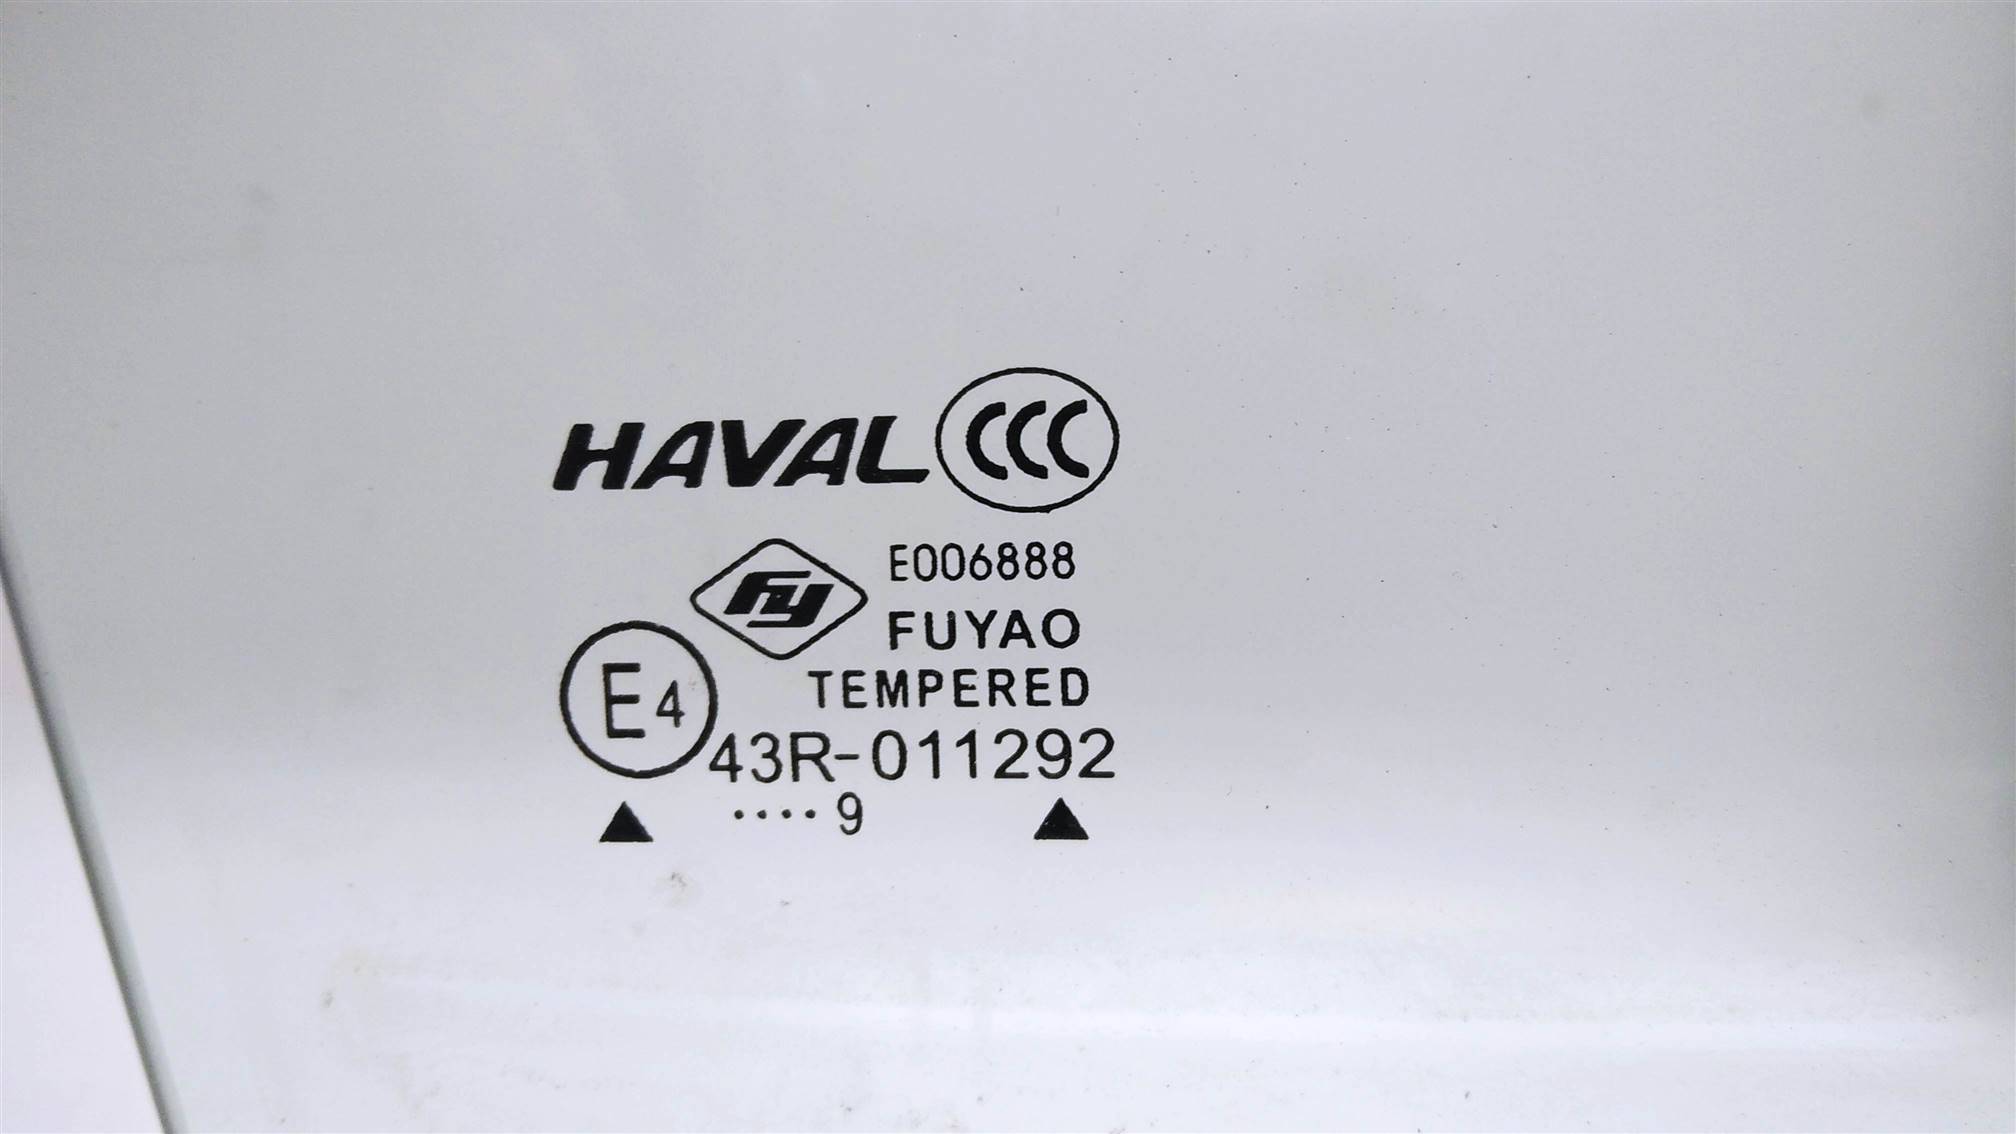 HAVAL CCC
fy E006888
FUYAO
TEMPERED
E4 43R-011292
····9